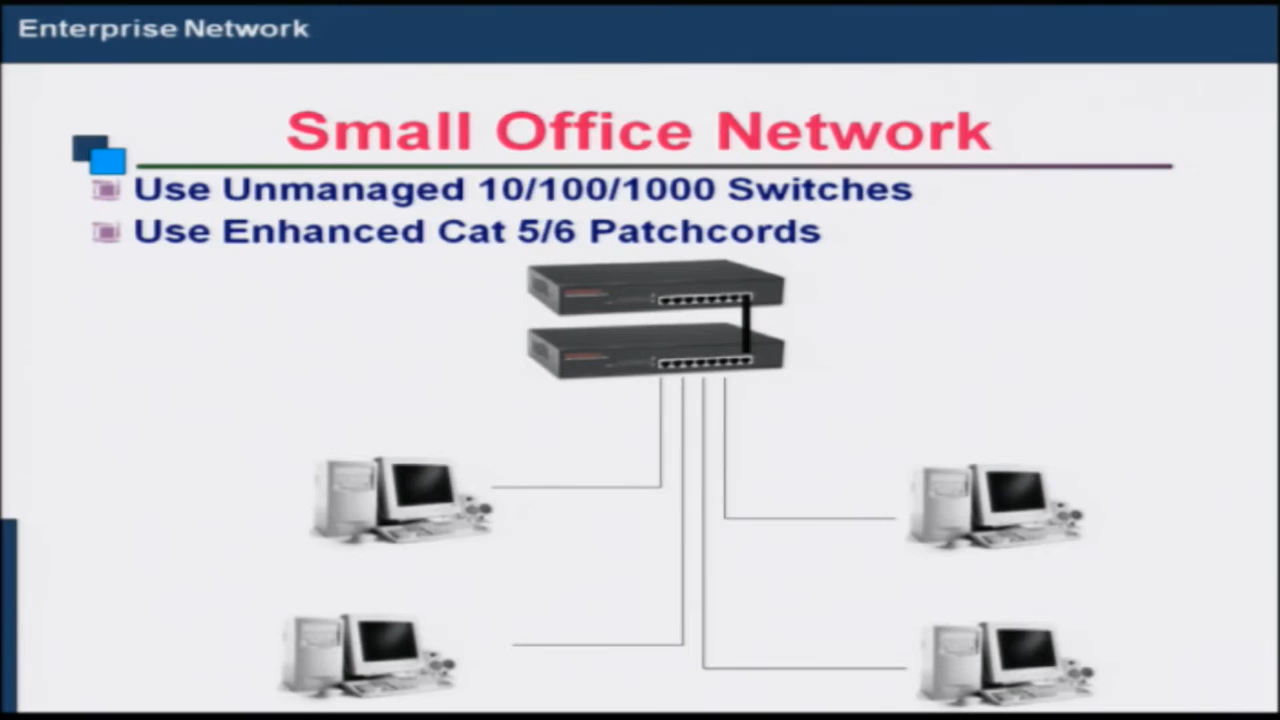 Enterprise Network
Small Office Network
Use Unmanaged 10/100/1000 Switches
Use Enhanced Cat 5/6 Patchcords